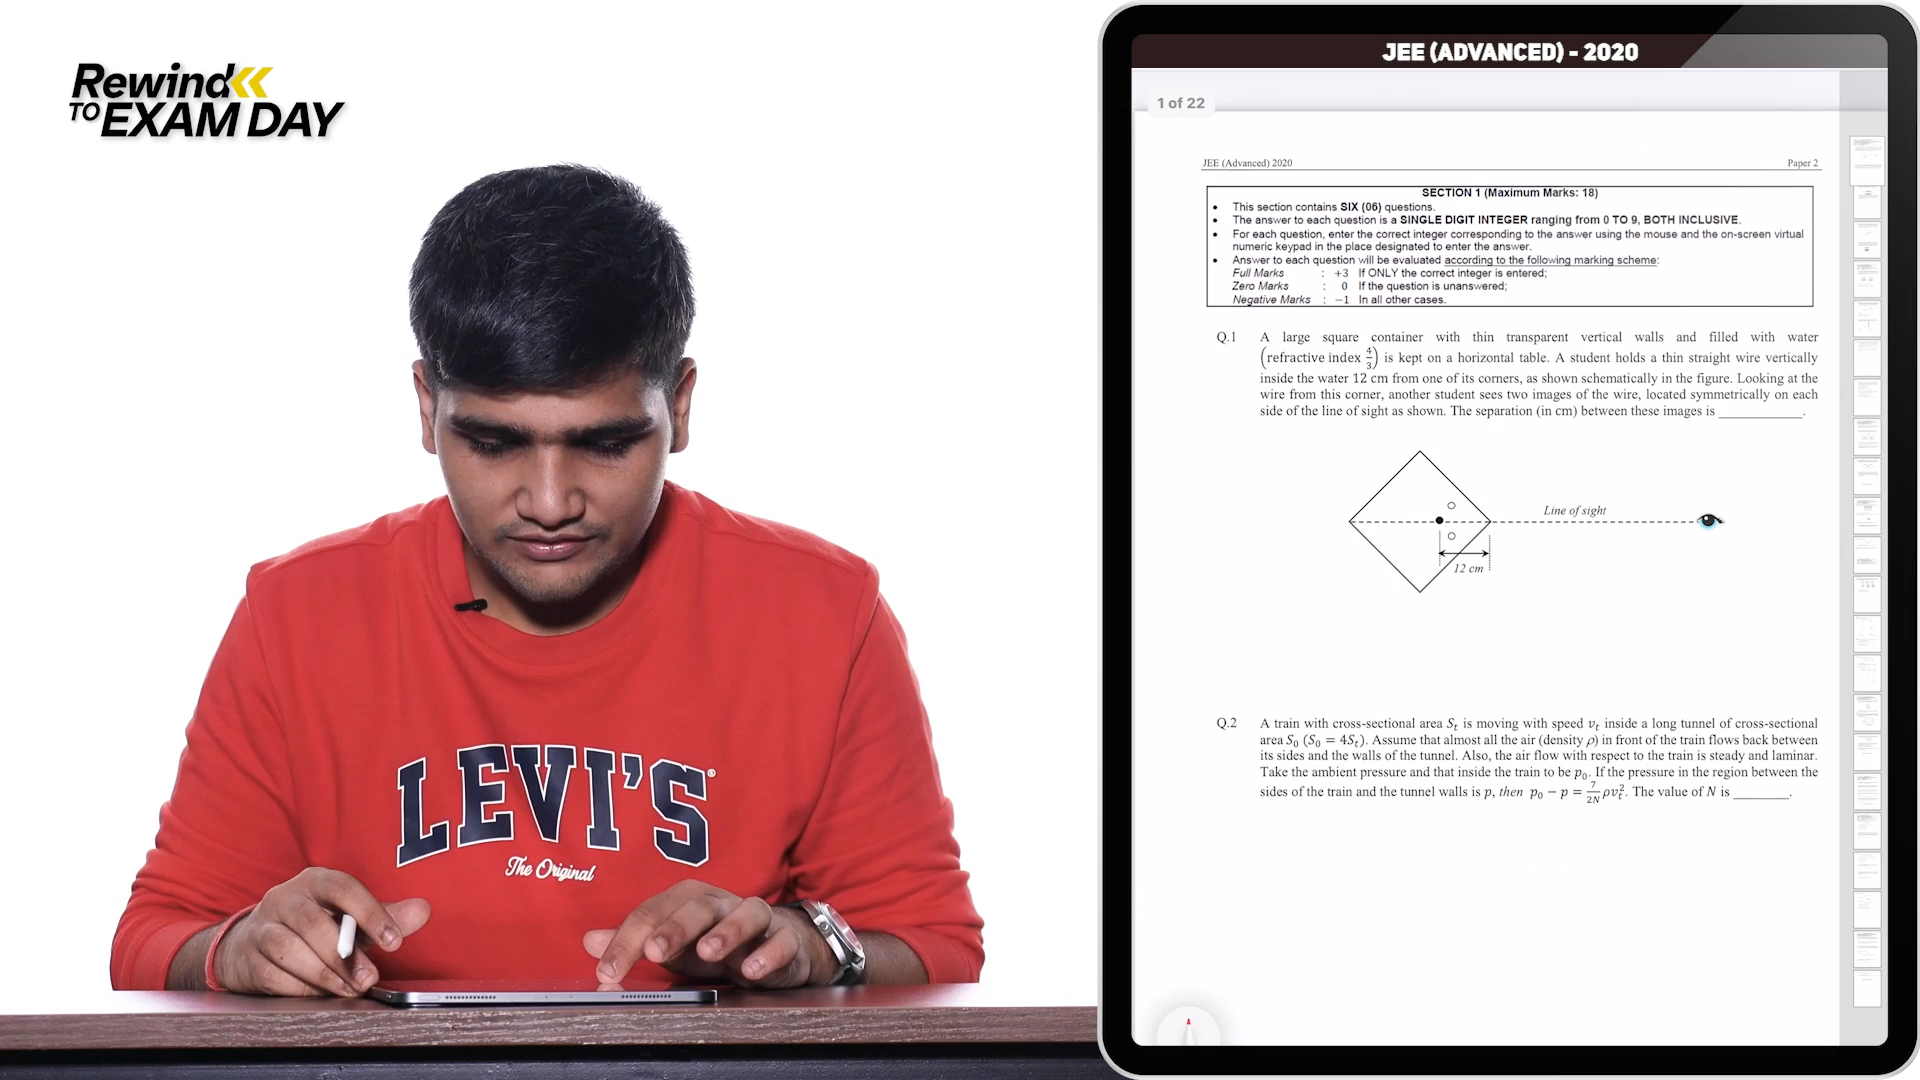 Rewind
TO EXAM DAY
LEVI'S®
The Original
JEE (ADVANCED) - 2020
1 of 22
JEE (Advanced) 2020 Paper 2
SECTION 1 (Maximum Marks: 18)
• This section contains SIX (06) questions.
• The answer to each question is a SINGLE DIGIT INTEGER ranging from 0 TO 9, BOTH INCLUSIVE.
• For each question, enter the correct integer corresponding to the answer using the mouse and the on-screen virtual
numeric keypad in the place designated to enter the answer.
• Answer to each question will be evaluated according to the following marking scheme:
Full Marks : +3 If ONLY the correct integer is entered;
Zero Marks : 0 If the question is unanswered;
Negative Marks : −1 In all other cases.
Q.1 A large square container with thin transparent vertical walls and filled with water
(refractive index 4/3) is kept on a horizontal table. A student holds a thin straight wire vertically
inside the water 12 cm from one of its corners, as shown schematically in the figure. Looking at the
wire from this corner, another student sees two images of the wire, located symmetrically on each
side of the line of sight as shown. The separation (in cm) between these images is ____________.
Line of sight
12 cm
Q.2 A train with cross-sectional area Sₜ is moving with speed vₜ inside a long tunnel of cross-sectional
area S₀ (S₀ = 4Sₜ). Assume that almost all the air (density ρ) in front of the train flows back between
its sides and the walls of the tunnel. Also, the air flow with respect to the train is steady and laminar.
Take the ambient pressure and that inside the train to be p₀. If the pressure in the region between the
sides of the train and the tunnel walls is p, then p₀ − p = 7/2N ρvₜ². The value of N is ________.